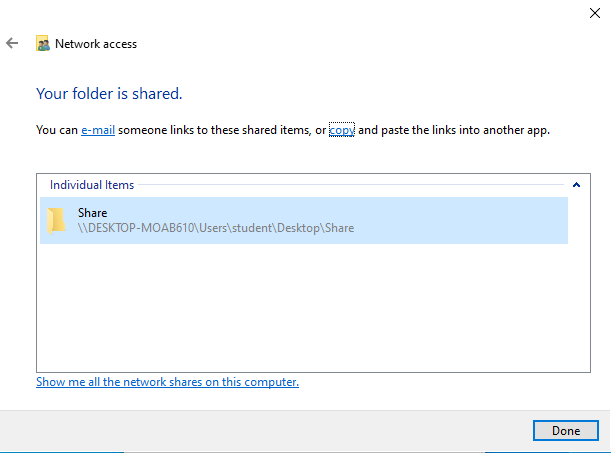 Network access
Your folder is shared.
You can e-mail someone links to these shared items, or copy and paste the links into another app.
Individual Items
Share
\\DESKTOP-MOAB610\Users\student\Desktop\Share
Show me all the network shares on this computer.
Done